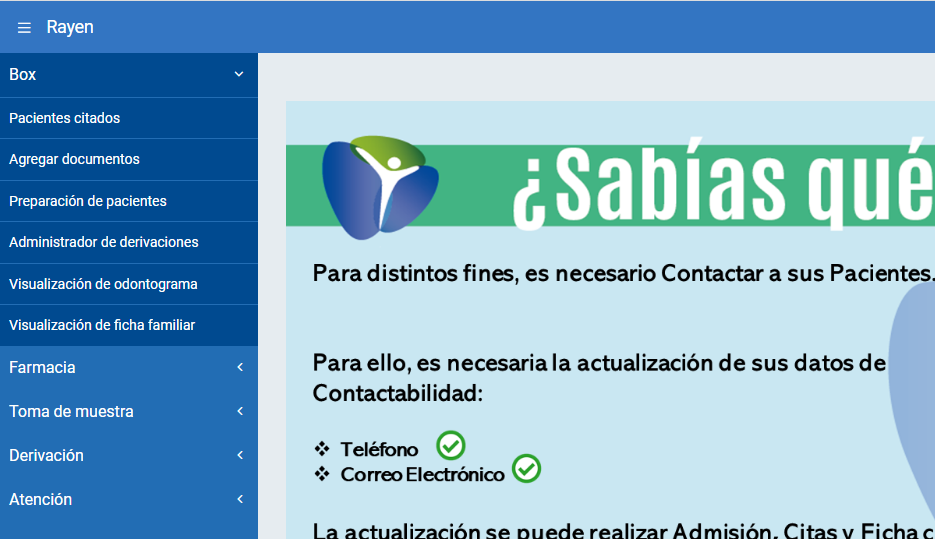 Rayen
Box
Pacientes citados
Agregar documentos
Preparación de pacientes
Administrador de derivaciones
Visualización de odontograma
Visualización de ficha familiar
Farmacia
Toma de muestra
Derivación
Atención
¿Sabías qué
Para distintos fines, es necesario Contactar a sus Pacientes.
Para ello, es necesaria la actualización de sus datos de
Contactabilidad:
❖ Teléfono
❖ Correo Electrónico
La actualización se puede realizar Admisión, Citas y Ficha c